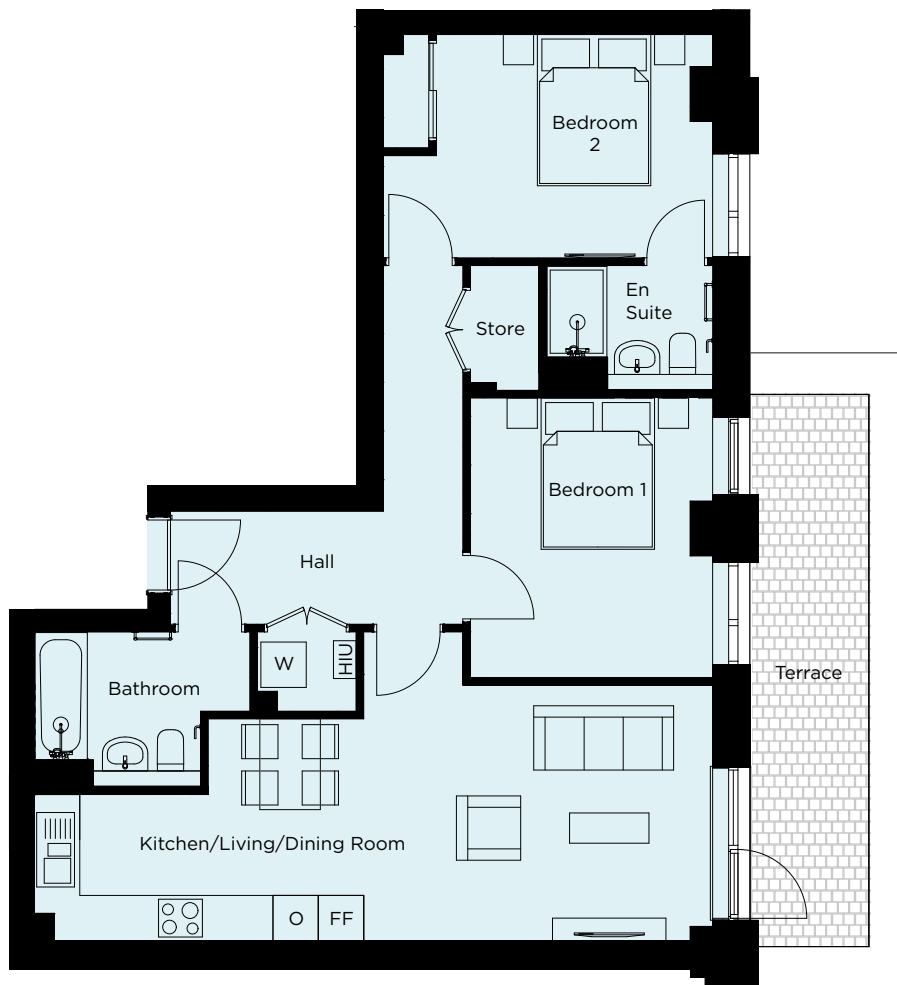 Bedroom
2
En
Suite
Store
Bedroom 1
Hall
W
HIU
Bathroom
Terrace
Kitchen/Living/Dining Room
O
FF